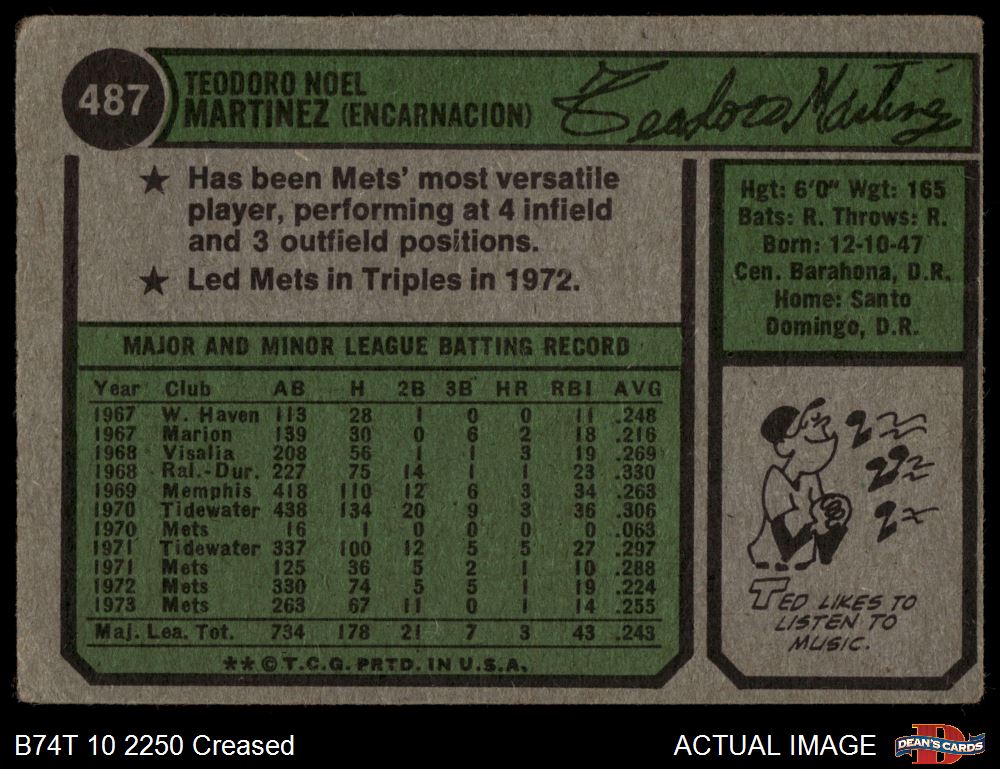 487
TEODORO NOEL
MARTINEZ (ENCARNACION)
Teodoro Martinez
★ Has been Mets' most versatile
player, performing at 4 infield
and 3 outfield positions.
★ Led Mets in Triples in 1972.
Hgt: 6'0" Wgt: 165
Bats: R. Throws: R.
Born: 12-10-47
Cen. Barahona, D.R.
Home: Santo
Domingo, D.R.
MAJOR AND MINOR LEAGUE BATTING RECORD
Year Club AB H 2B 3B HR RBI AVG
1967 W. Haven 113 28 1 0 0 11 .248
1967 Marion 139 30 0 6 2 18 .216
1968 Visalia 208 56 1 1 3 19 .269
1968 Ral.-Dur. 227 75 14 1 1 23 .330
1969 Memphis 418 110 12 6 3 34 .263
1970 Tidewater 438 134 20 9 3 36 .306
1970 Mets 16 1 0 0 0 0 .063
1971 Tidewater 337 100 12 5 5 27 .297
1971 Mets 125 36 5 2 1 10 .288
1972 Mets 330 74 5 5 1 19 .224
1973 Mets 263 67 11 0 1 14 .255
Maj. Lea. Tot. 734 178 21 7 3 43 .243
**©T.C.G. PRTD. IN U.S.A.
TED LIKES TO
LISTEN TO
MUSIC.
B74T 10 2250 Creased
ACTUAL IMAGE
DEAN'S CARDS